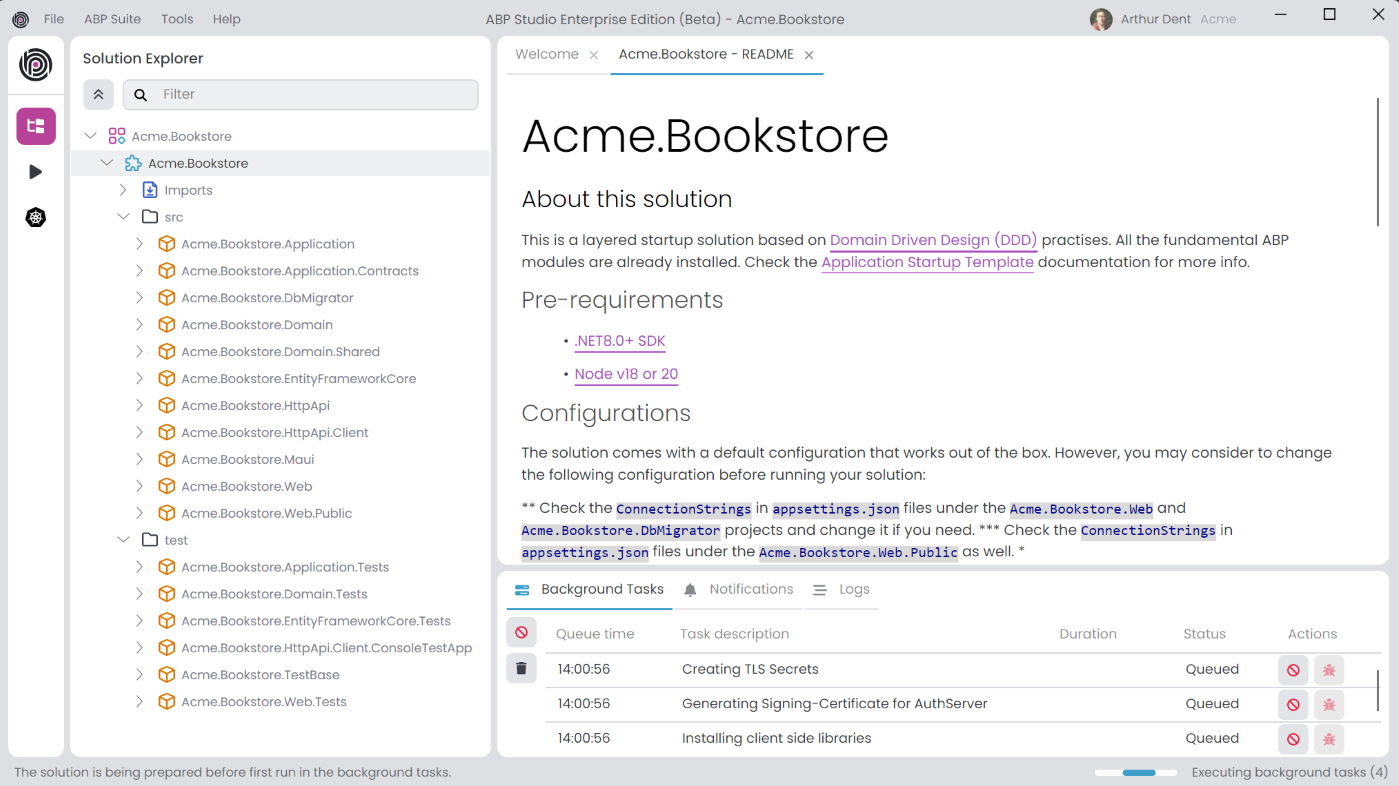 File ABP Suite Tools Help ABP Studio Enterprise Edition (Beta) - Acme.Bookstore Arthur Dent Acme
Solution Explorer
Filter
Acme.Bookstore
Acme.Bookstore
Imports
src
Acme.Bookstore.Application
Acme.Bookstore.Application.Contracts
Acme.Bookstore.DbMigrator
Acme.Bookstore.Domain
Acme.Bookstore.Domain.Shared
Acme.Bookstore.EntityFrameworkCore
Acme.Bookstore.HttpApi
Acme.Bookstore.HttpApi.Client
Acme.Bookstore.Maui
Acme.Bookstore.Web
Acme.Bookstore.Web.Public
test
Acme.Bookstore.Application.Tests
Acme.Bookstore.Domain.Tests
Acme.Bookstore.EntityFrameworkCore.Tests
Acme.Bookstore.HttpApi.Client.ConsoleTestApp
Acme.Bookstore.TestBase
Acme.Bookstore.Web.Tests
Welcome Acme.Bookstore - README
Acme.Bookstore
About this solution
This is a layered startup solution based on Domain Driven Design (DDD) practises. All the fundamental ABP
modules are already installed. Check the Application Startup Template documentation for more info.
Pre-requirements
• .NET8.0+ SDK
• Node v18 or 20
Configurations
The solution comes with a default configuration that works out of the box. However, you may consider to change
the following configuration before running your solution:
** Check the ConnectionStrings in appsettings.json files under the Acme.Bookstore.Web and
Acme.Bookstore.DbMigrator projects and change it if you need. *** Check the ConnectionStrings in
appsettings.json files under the Acme.Bookstore.Web.Public as well. *
Background Tasks Notifications Logs
Queue time Task description Duration Status Actions
14:00:56 Creating TLS Secrets Queued
14:00:56 Generating Signing-Certificate for AuthServer Queued
14:00:56 Installing client side libraries Queued
The solution is being prepared before first run in the background tasks. Executing background tasks (4)